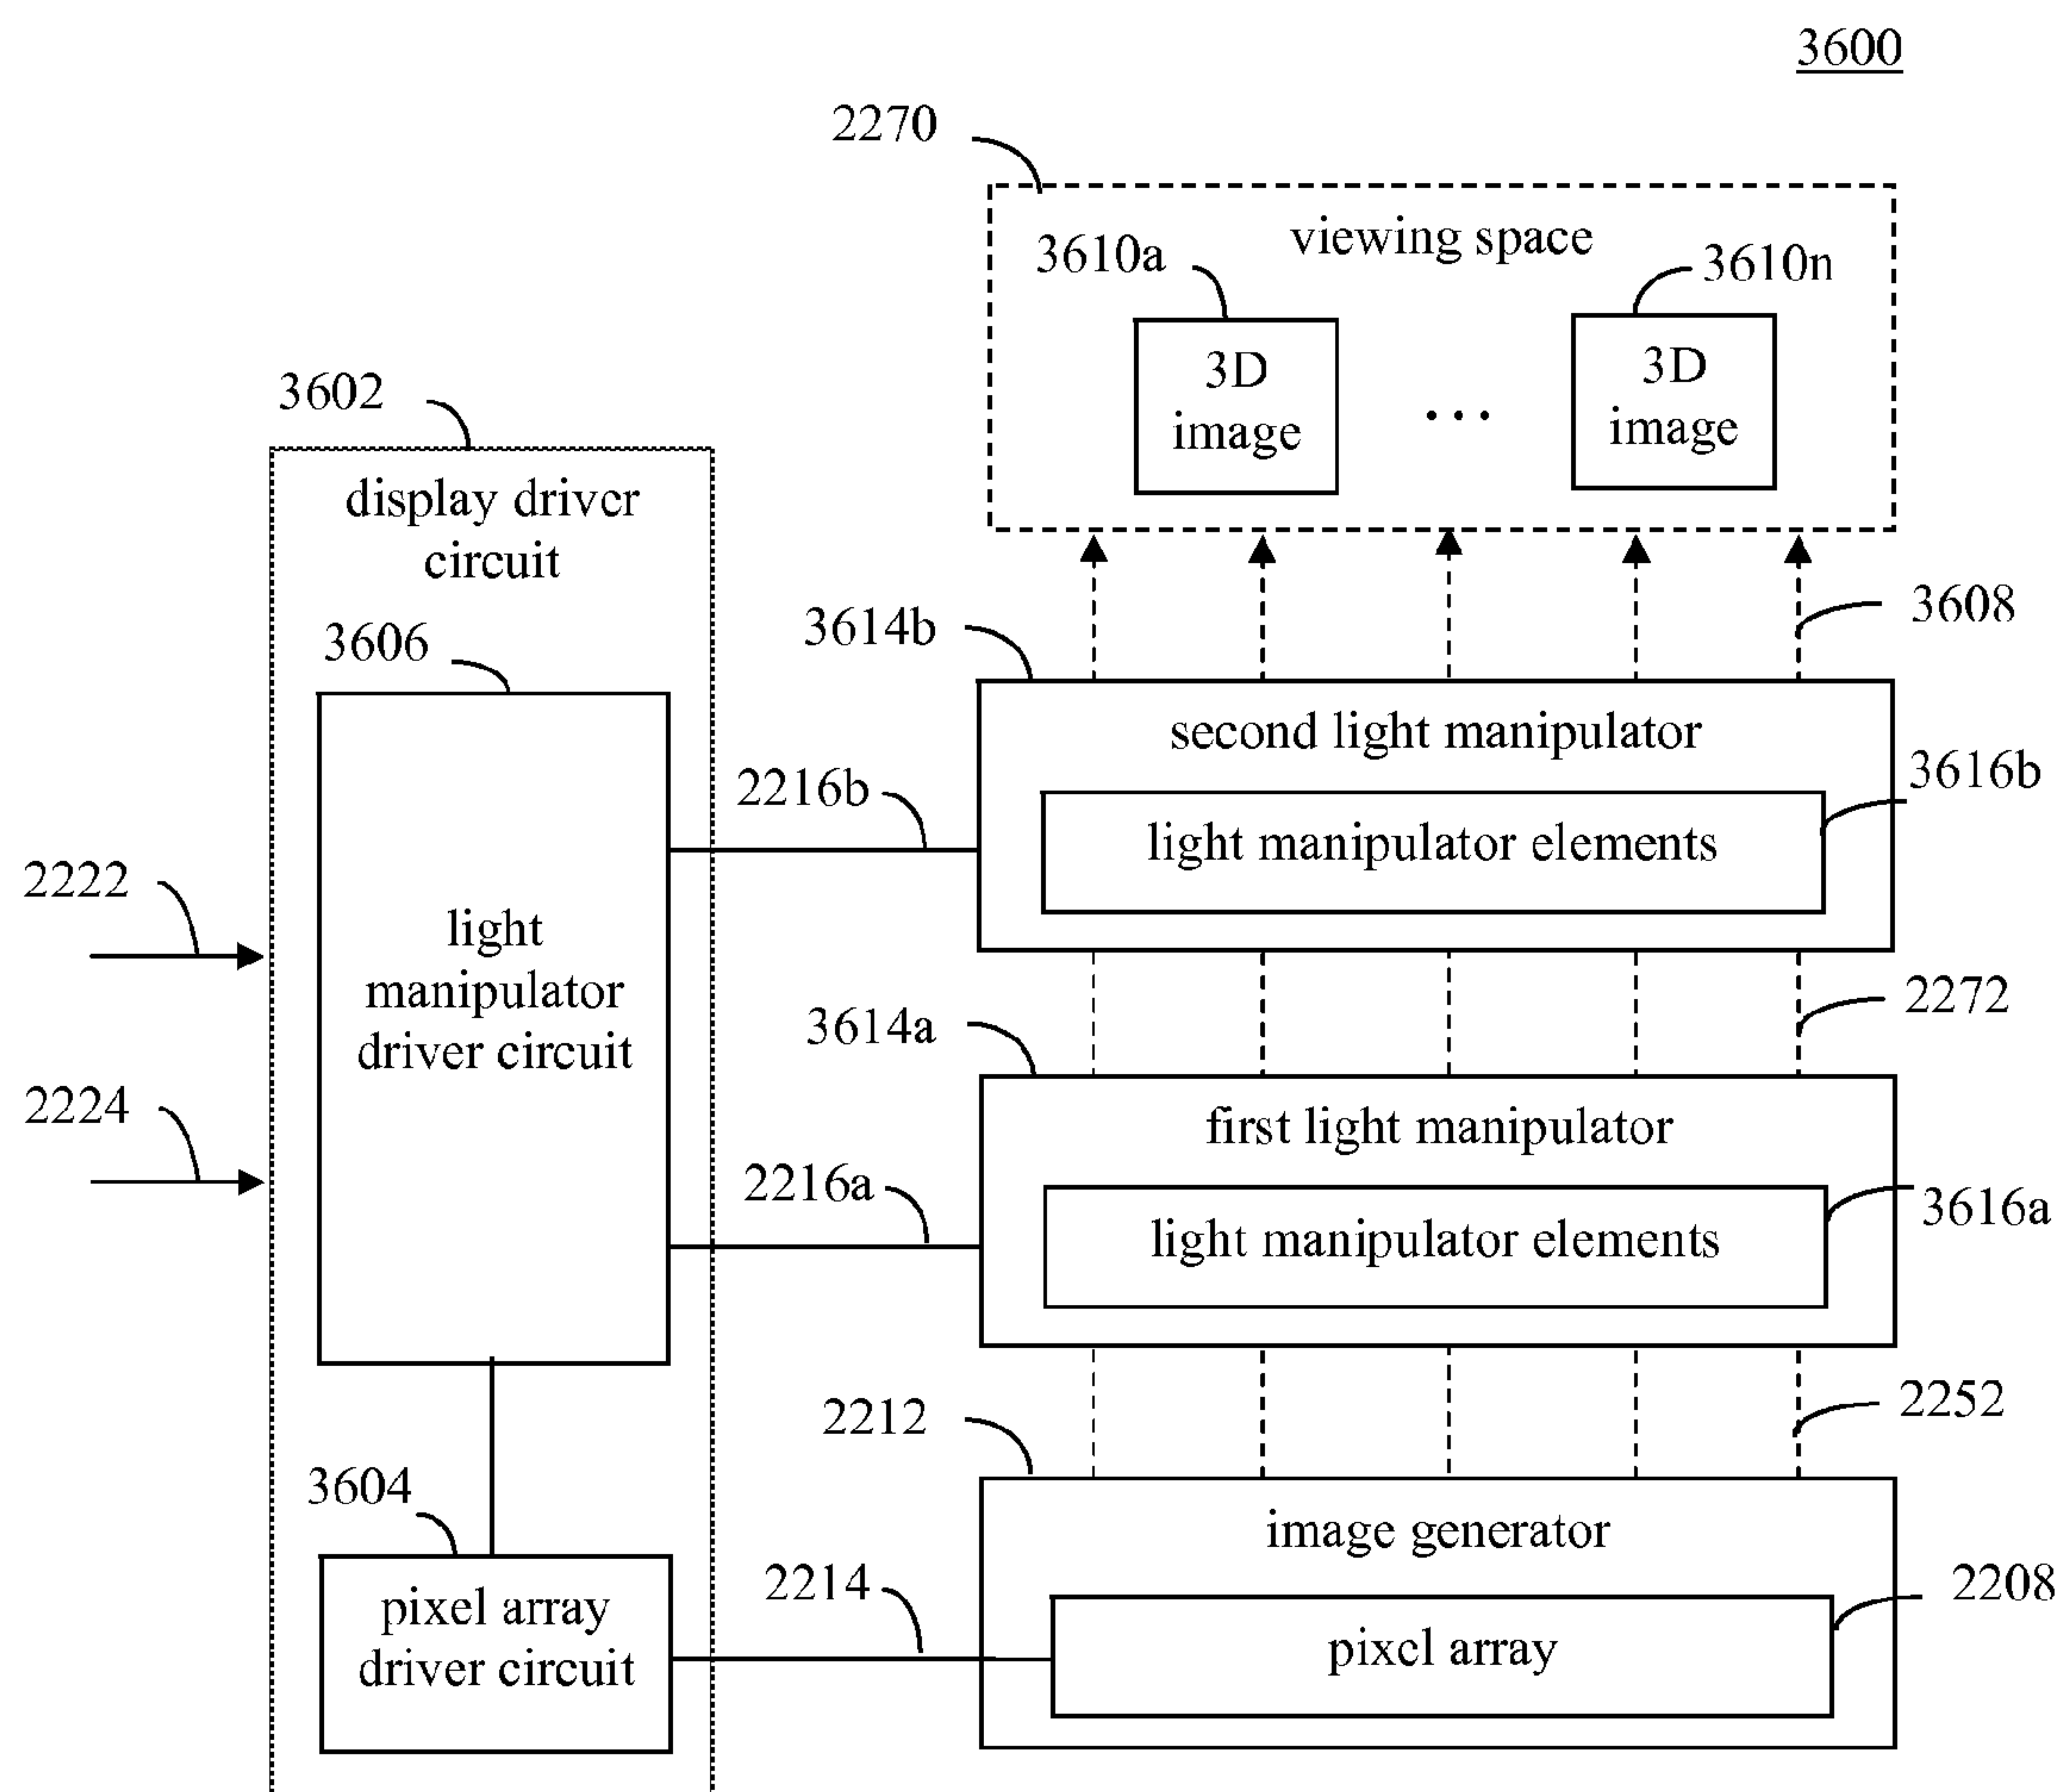 3600
2270
viewing space
3610a
3610n
3D
image
3D
image
...
3602
display driver
circuit
3608
3614b
3606
second light manipulator
3616b
2216b
light manipulator elements
2222
light
manipulator
driver circuit
2272
3614a
2224
first light manipulator
2216a
3616a
light manipulator elements
2252
2212
3604
image generator
2214
2208
pixel array
driver circuit
pixel array